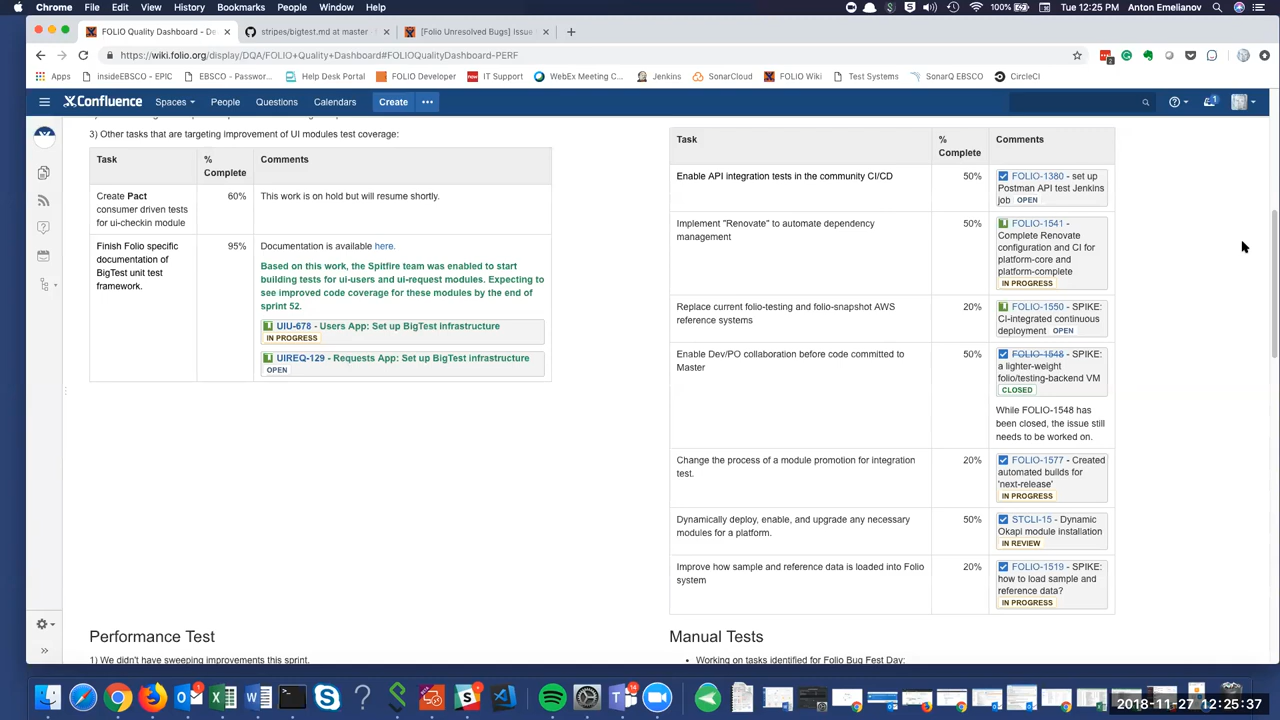 Chrome File Edit View History Bookmarks People Window Help
100% Tue 12:25 PM Anton Emelianov
FOLIO Quality Dashboard - De
stripes/bigtest.md at master
[Folio Unresolved Bugs] Issue
https://wiki.folio.org/display/DQA/FOLIO+Quality+Dashboard#FOLIOQualityDashboard-PERF
Apps insideEBSCO - EPIC EBSCO - Passwor... Help Desk Portal FOLIO Developer IT Support WebEx Meeting C... Jenkins SonarCloud FOLIO Wiki Test Systems SonarQ EBSCO CircleCI
Confluence Spaces People Questions Calendars Create
3) Other tasks that are targeting improvement of UI modules test coverage:
Task
%
Complete
Comments
Create Pact
consumer driven tests
for ui-checkin module
60%
This work is on hold but will resume shortly.
Finish Folio specific
documentation of
BigTest unit test
framework.
95%
Documentation is available here.
Based on this work, the Spitfire team was enabled to start
building tests for ui-users and ui-request modules. Expecting to
see improved code coverage for these modules by the end of
sprint 52.
UIU-678 - Users App: Set up BigTest Infrastructure
IN PROGRESS
UIREQ-129 - Requests App: Set up BigTest infrastructure
OPEN
Task
%
Complete
Comments
Enable API integration tests in the community CI/CD
50%
FOLIO-1380 - set up
Postman API test Jenkins
job OPEN
Implement "Renovate" to automate dependency
management
50%
FOLIO-1541 -
Complete Renovate
configuration and CI for
platform-core and
platform-complete
IN PROGRESS
Replace current folio-testing and folio-snapshot AWS
reference systems
20%
FOLIO-1550 - SPIKE:
CI-integrated continuous
deployment OPEN
Enable Dev/PO collaboration before code committed to
Master
50%
FOLIO-1548 - SPIKE:
a lighter-weight
folio/testing-backend VM
CLOSED
While FOLIO-1548 has
been closed, the issue still
needs to be worked on.
Change the process of a module promotion for integration
test.
20%
FOLIO-1577 - Created
automated builds for
'next-release'
IN PROGRESS
Dynamically deploy, enable, and upgrade any necessary
modules for a platform.
50%
STCLI-15 - Dynamic
Okapi module installation
IN REVIEW
Improve how sample and reference data is loaded into Folio
system
20%
FOLIO-1519 - SPIKE:
how to load sample and
reference data?
IN PROGRESS
Performance Test
1) We didn't have sweeping improvements this sprint.
Manual Tests
Working on tasks identified for Folio Bug Fest Day:
2018-11-27 12:25:37